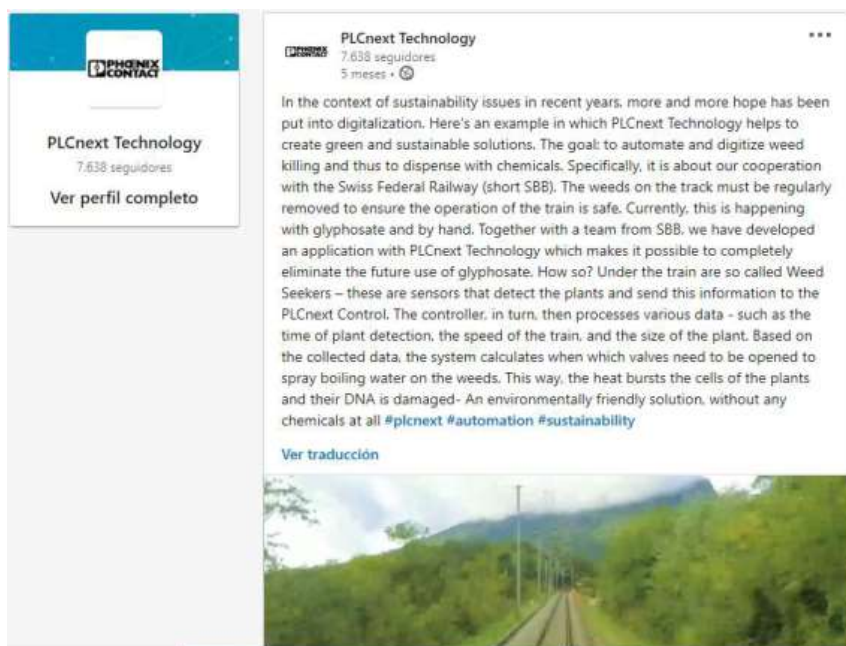 PHŒNIX
CONTACT
PLCnext Technology
7.638 seguidores
Ver perfil completo
PHŒNIX
CONTACT
PLCnext Technology
7.638 seguidores
5 meses •
In the context of sustainability issues in recent years, more and more hope has been
put into digitalization. Here's an example in which PLCnext Technology helps to
create green and sustainable solutions. The goal: to automate and digitize weed
killing and thus to dispense with chemicals. Specifically, it is about our cooperation
with the Swiss Federal Railway (short SBB). The weeds on the track must be regularly
removed to ensure the operation of the train is safe. Currently, this is happening
with glyphosate and by hand. Together with a team from SBB, we have developed
an application with PLCnext Technology which makes it possible to completely
eliminate the future use of glyphosate. How so? Under the train are so called Weed
Seekers – these are sensors that detect the plants and send this information to the
PLCnext Control. The controller, in turn, then processes various data - such as the
time of plant detection, the speed of the train, and the size of the plant. Based on
the collected data, the system calculates when which valves need to be opened to
spray boiling water on the weeds. This way, the heat bursts the cells of the plants
and their DNA is damaged- An environmentally friendly solution, without any
chemicals at all #plcnext #automation #sustainability
Ver traducción